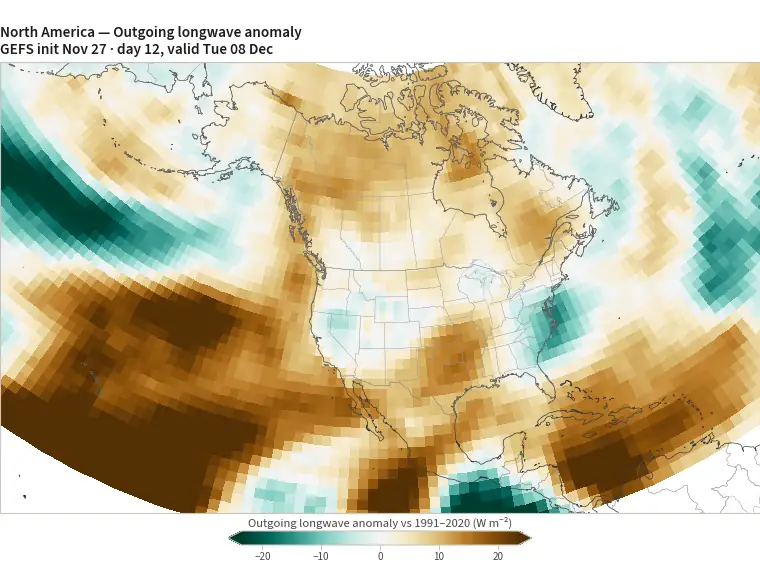 North America — Outgoing longwave anomaly
GEFS init Nov 27 · day 12, valid Tue 08 Dec
Outgoing longwave anomaly vs 1991–2020 (W m⁻²)
−20 −10 0 10 20